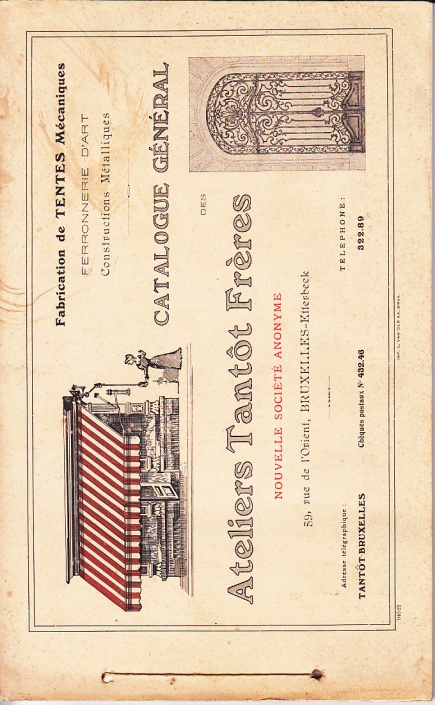 Fabrication de TENTES Mécaniques
FERRONNERIE D'ART
Constructions Métalliques
CATALOGUE GÉNÉRAL
DES
Ateliers Tantôt Frères
NOUVELLE SOCIÉTÉ ANONYME
59, rue de l'Orient, BRUXELLES-Etterbeek
Adresse télégraphique :
TANTÔT-BRUXELLES
Chèques postaux Nº 432.46
TÉLÉPHONE :
322.89